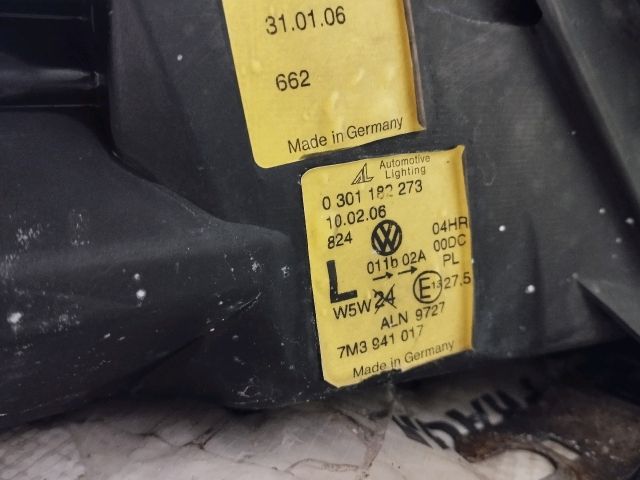 31.01.06
662
Made in Germany
Automotive
Lighting
0 301 182 273
10.02.06
824 04HR
00DC
011b 02A PL
L
W5W 24 E13 27.5
ALN 9727
7M3 941 017
Made in Germany